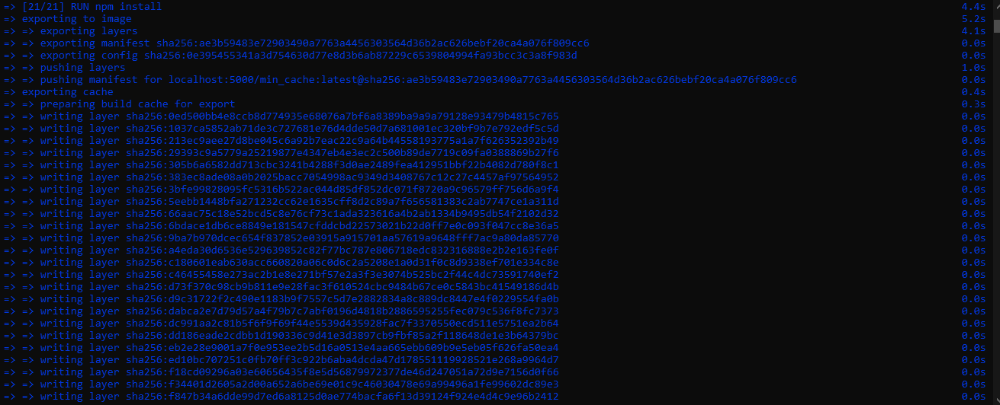 => [21/21] RUN npm install 4.4s
=> exporting to image 5.2s
=> => exporting layers 4.1s
=> => exporting manifest sha256:ae3b59483e72903490a7763a4456303564d36b2ac626bebf20ca4a076f809cc6 0.0s
=> => exporting config sha256:0e395455341a3d754630d77e8d3b6ab87229c6539804994fa93bcc3c3a8f983d 0.0s
=> => pushing layers 1.0s
=> => pushing manifest for localhost:5000/min_cache:latest@sha256:ae3b59483e72903490a7763a4456303564d36b2ac626bebf20ca4a076f809cc6 0.0s
=> exporting cache 0.4s
=> => preparing build cache for export 0.3s
=> => writing layer sha256:0ed500bb4e8ccb8d774935e68076a7bf6a8389ba9a9a79128e93479b4815c765 0.0s
=> => writing layer sha256:1037ca5852ab71de3c727681e76d4dde50d7a681001ec320bf9b7e792edf5c5d 0.0s
=> => writing layer sha256:213ec9aee27d8be045c6a92b7eac22c9a64b44558193775a1a7f626352392b49 0.0s
=> => writing layer sha256:29393c9a5779a25219877e4347eb4e3ec2c500b89de7719c09fa0388869b27f6 0.0s
=> => writing layer sha256:305b6a6582dd713cbc3241b4288f3d0ae2489fea412951bbf22b4082d780f8c1 0.0s
=> => writing layer sha256:383ec8ade08a0b2025bacc7054998ac9349d3408767c12c27c4457af97564952 0.0s
=> => writing layer sha256:3bfe99828095fc5316b522ac044d85df852dc071f8720a9c96579ff756d6a9f4 0.0s
=> => writing layer sha256:5eebb1448bfa271232cc62e1635cff8d2c89a7f656581383c2ab7747ce1a311d 0.0s
=> => writing layer sha256:66aac75c18e52bcd5c8e76cf73c1ada323616a4b2ab1334b9495db54f2102d32 0.0s
=> => writing layer sha256:6bdace1db6ce8849e181547cfddcbd22573021b22d0ff7e0c093f047cc8e36a5 0.0s
=> => writing layer sha256:9ba7b970dcec654f837852e03915a915701aa57619a9648fff7ac9a80da85770 0.0s
=> => writing layer sha256:a4eda30d6536e529639852c82f77bc787e806718edc832316888e2b2e163fe0f 0.0s
=> => writing layer sha256:c180601eab630acc660820a06c0d6c2a5208e1a0d31f0c8d9338ef701e334c8e 0.0s
=> => writing layer sha256:c46455458e273ac2b1e8e271bf57e2a3f3e3074b525bc2f44c4dc73591740ef2 0.0s
=> => writing layer sha256:d73f370c98cb9b811e9e28fac3f610524cbc9484b67ce0c5843bc41549186d4b 0.0s
=> => writing layer sha256:d9c31722f2c490e1183b9f7557c5d7e2882834a8c889dc8447e4f0229554fa0b 0.0s
=> => writing layer sha256:dabca2e7d79d57a4f79b7c7abf0196d4818b2886595255fec079c536f8fc7373 0.0s
=> => writing layer sha256:dc991aa2c81b5f6f9f69f44e5539d435928fac7f3370550ecd511e5751ea2b64 0.0s
=> => writing layer sha256:dd186eade2cdbb1d190336c9d41e3d3897cb9fbf85a2f118648de1e3b64379bc 0.0s
=> => writing layer sha256:eb2e28e9001a7f0e953ee2b5d16a0513e4aa665ebb609b9e5eb05f626fa50ea4 0.0s
=> => writing layer sha256:ed10bc707251c0fb70ff3c922b6aba4dcda47d178551119928521e268a9964d7 0.0s
=> => writing layer sha256:f18cd09296a03e60656435f8e5d56879972377de46d247051a72d9e7156d0f66 0.0s
=> => writing layer sha256:f34401d2605a2d00a652a6be69e01c9c46030478e69a99496a1fe99602dc89e3 0.0s
=> => writing layer sha256:f847b34a6dde99d7ed6a8125d0ae774bacfa6f13d39124f924e4d4c9e96b2412 0.0s